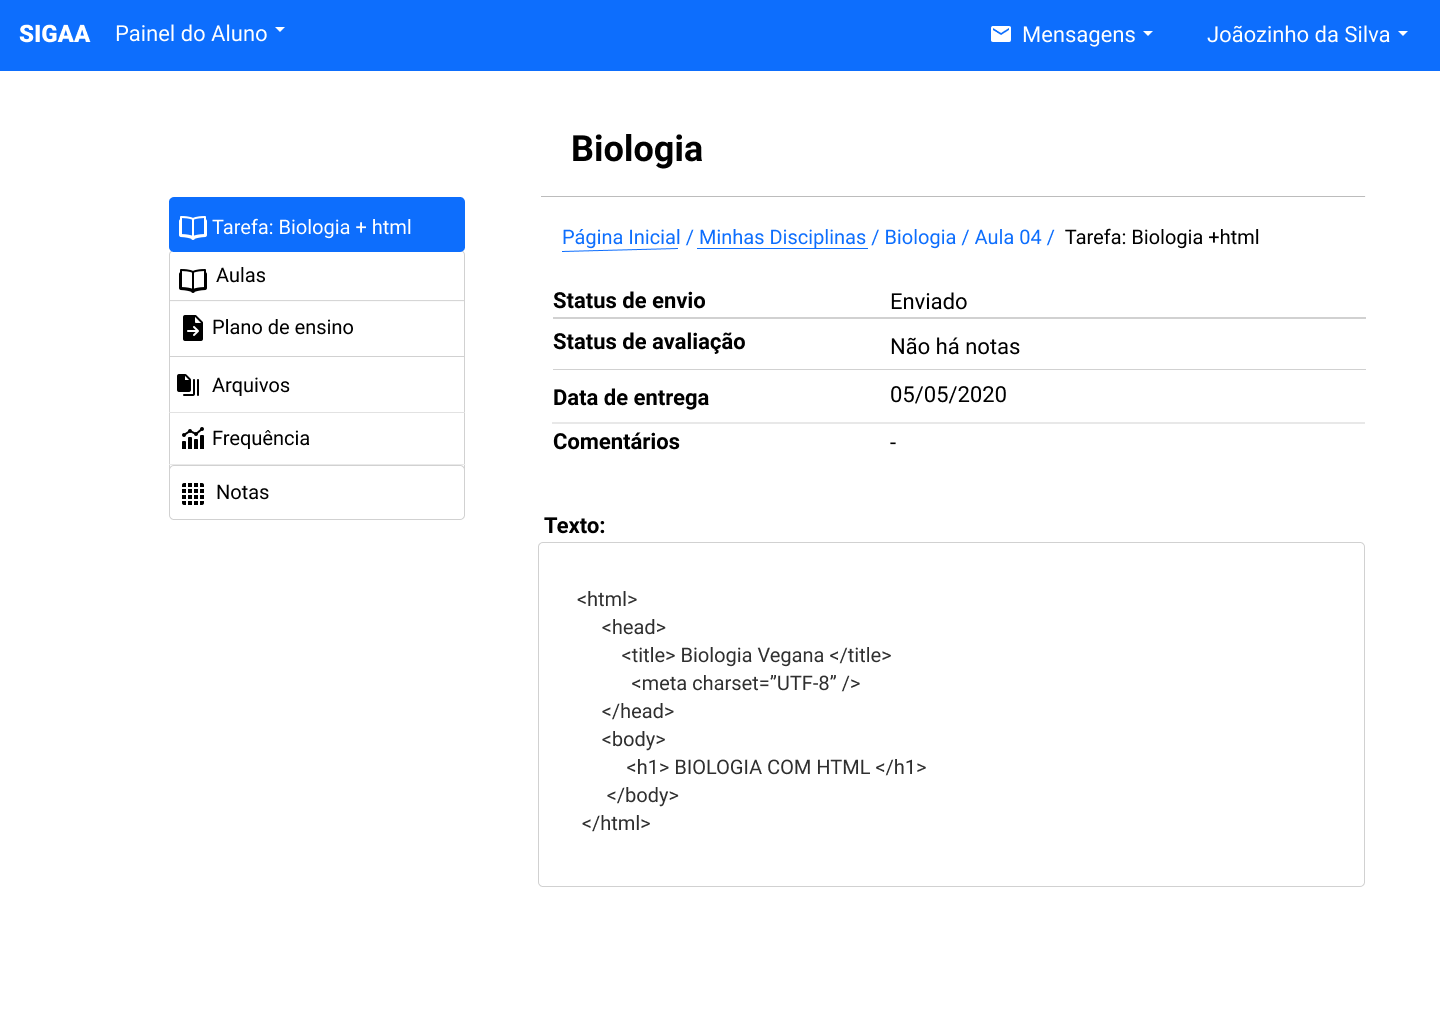 SIGAA Painel do Aluno Mensagens Joãozinho da Silva
Biologia
Tarefa: Biologia + html
Aulas
Plano de ensino
Arquivos
Frequência
Notas
Página Inicial / Minhas Disciplinas / Biologia / Aula 04 / Tarefa: Biologia +html
Status de envio Enviado
Status de avaliação Não há notas
Data de entrega 05/05/2020
Comentários -
Texto:
<html>
<head>
<title> Biologia Vegana </title>
<meta charset=”UTF-8” />
</head>
<body>
<h1> BIOLOGIA COM HTML </h1>
</body>
</html>